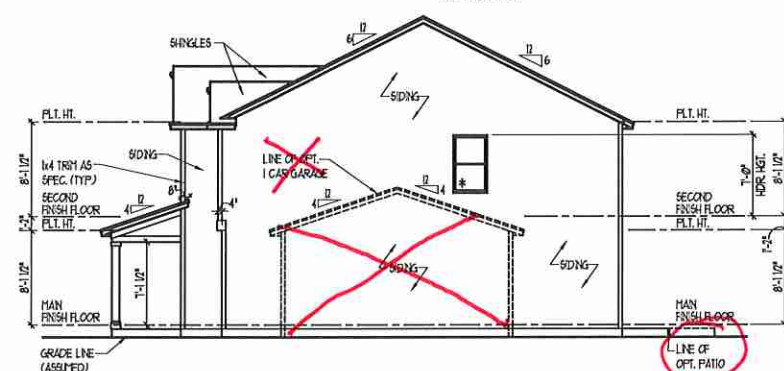 12
6
12
6
SHINGLES
SIDING
PLT. HT.
PLT. HT.
8'-1 1/2"
SIDING
1x4 TRIM AS
SPEC. (TYP.)
LINE OF OPT.
1 CAR GARAGE
*
7'-0"
HDR. HGT.
8'-1 1/2"
12
4
8"
4"
12
4
12
4
SECOND
FINISH FLOOR
SECOND
FINISH FLOOR
1'-2"
PLT. HT.
PLT. HT.
1'-2"
8'-1 1/2"
7'-1 1/2"
SIDING
SIDING
8'-1 1/2"
MAIN
FINISH FLOOR
MAIN
FINISH FLOOR
GRADE LINE
(ASSUMED)
LINE OF
OPT. PATIO